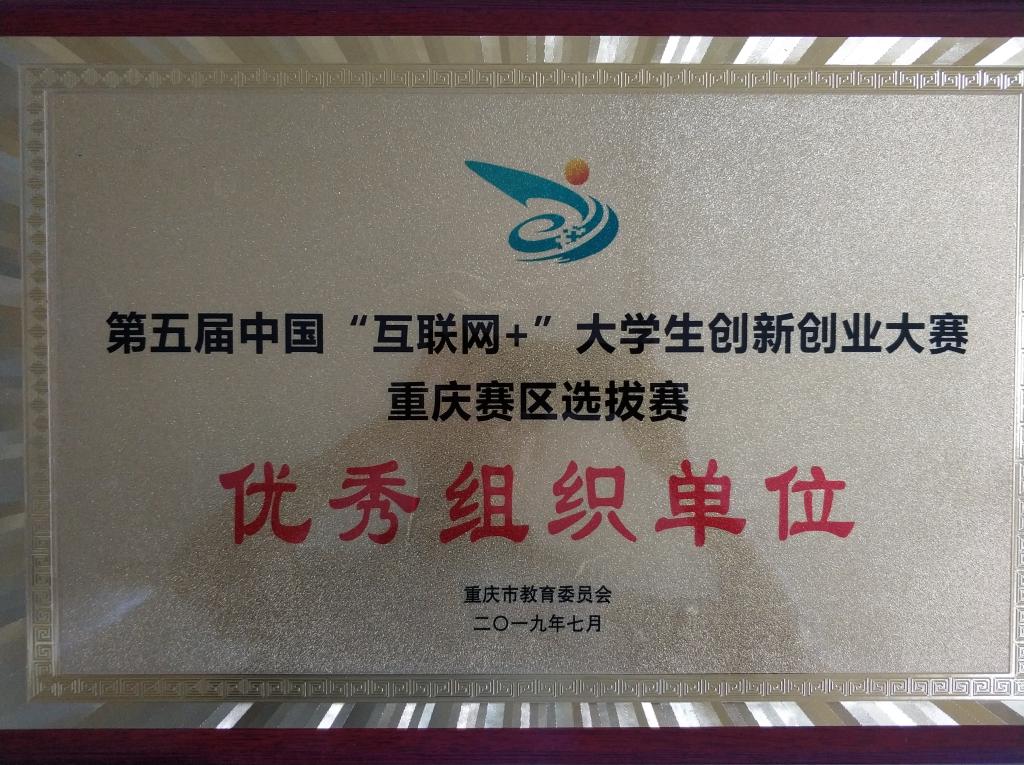 第五届中国“互联网+”大学生创新创业大赛
重庆赛区选拔赛
优秀组织单位
重庆市教育委员会
二〇一九年七月